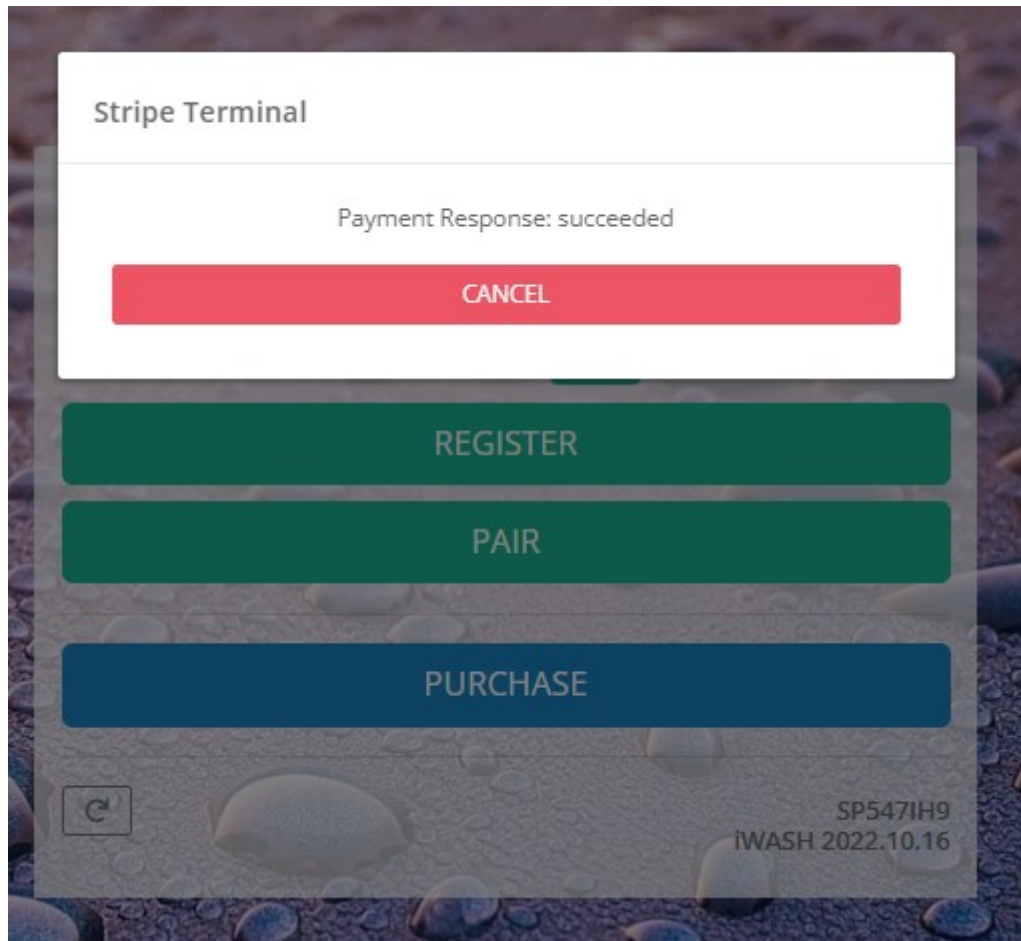 Stripe Terminal
Payment Response: succeeded
CANCEL
REGISTER
PAIR
PURCHASE
SP547IH9
iWASH 2022.10.16